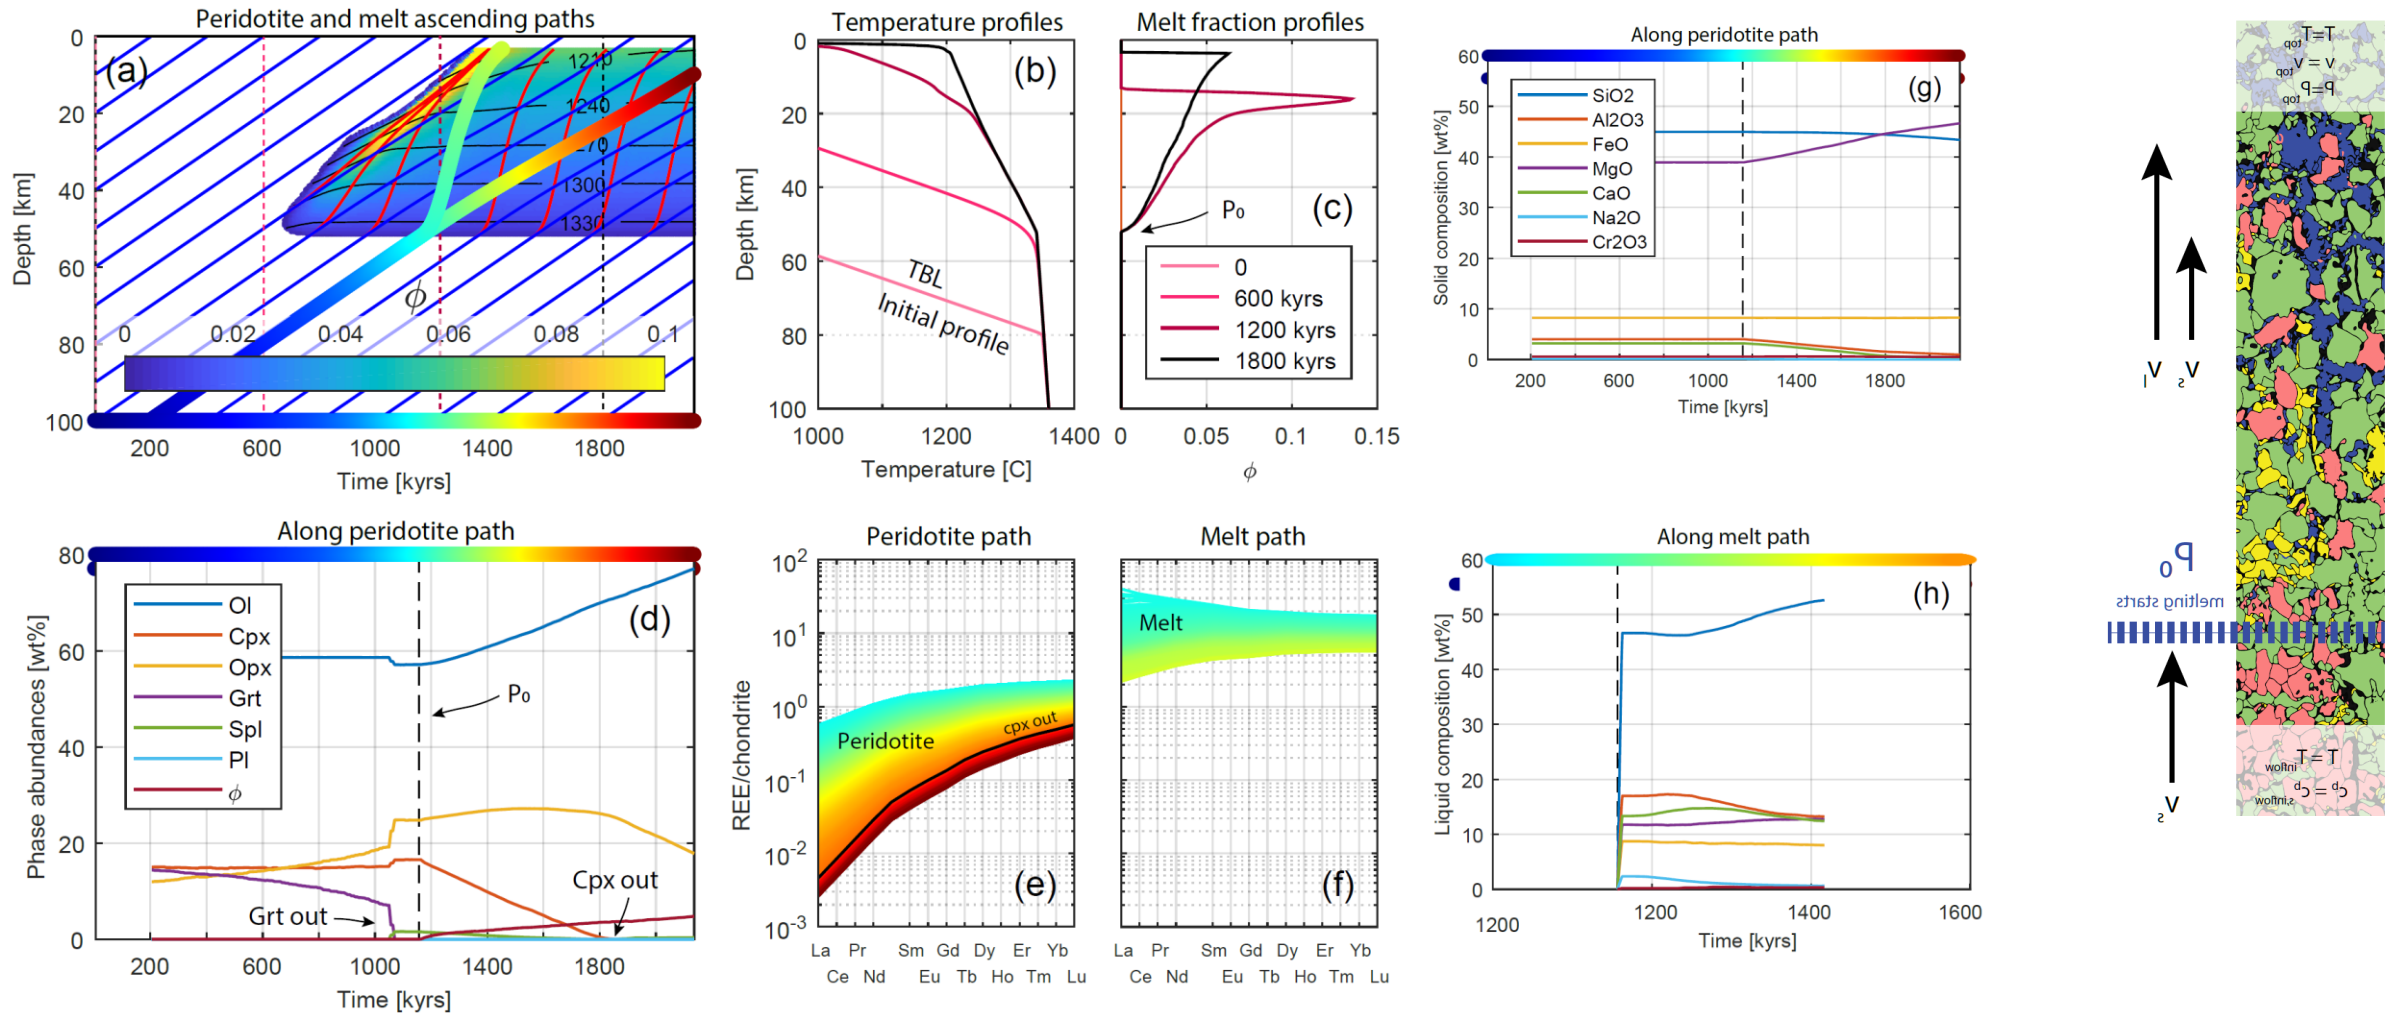 Peridotite and melt ascending paths
(a)
Depth [km]
0
20
40
60
80
100
1210
1240
1270
1300
1330
ϕ
0 0.02 0.04 0.06 0.08 0.1
200 600 1000 1400 1800
Time [kyrs]
Temperature profiles
(b)
Depth [km]
0
20
40
60
80
100
TBL
Initial profile
1000 1200 1400
Temperature [C]
Melt fraction profiles
(c)
P₀
0
600 kyrs
1200 kyrs
1800 kyrs
0 0.05 0.1 0.15
ϕ
Along peridotite path
(g)
Solid composition [wt%]
60
50
40
30
20
10
0
SiO2
Al2O3
FeO
MgO
CaO
Na2O
Cr2O3
200 600 1000 1400 1800
Time [kyrs]
T=T top
v = v top
P=P top
v l
v s
P₀
melting starts
T = T inflow
c p = c p s,inflow
v s
Along peridotite path
(d)
Phase abundances [wt%]
80
60
40
20
0
Ol
Cpx
Opx
Grt
Spl
Pl
ϕ
P₀
Grt out
Cpx out
200 600 1000 1400 1800
Time [kyrs]
Peridotite path
REE/chondrite
10²
10¹
10⁰
10⁻¹
10⁻²
10⁻³
Peridotite
cpx out
(e)
La Pr Sm Gd Dy Er Yb
Ce Nd Eu Tb Ho Tm Lu
Melt path
Melt
(f)
La Pr Sm Gd Dy Er Yb
Ce Nd Eu Tb Ho Tm Lu
Along melt path
(h)
Liquid composition [wt%]
60
50
40
30
20
10
0
1200 1200 1400 1600
Time [kyrs]